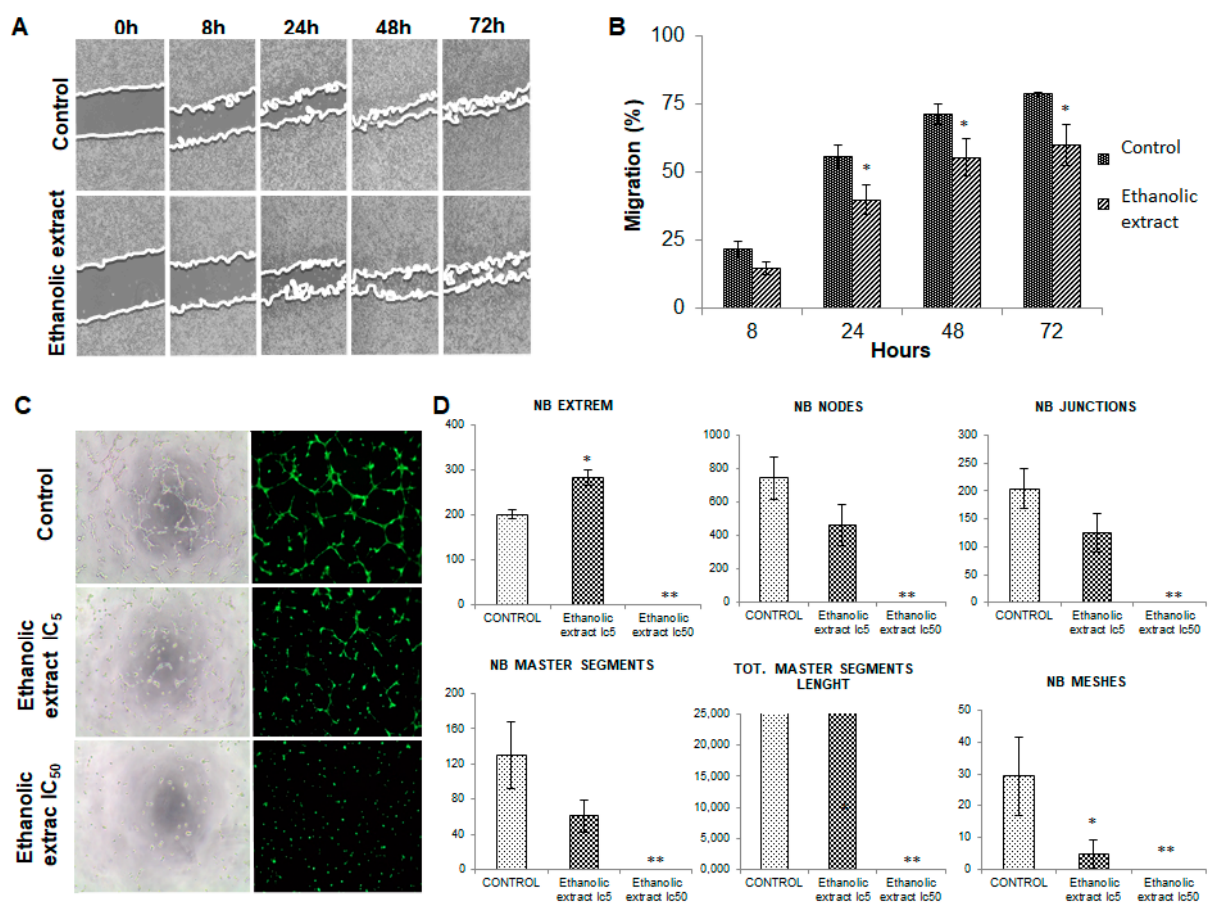 A
0h 8h 24h 48h 72h
Control
Ethanolic extract
B
100
75
50
25
0
Migration (%)
*
*
*
8 24 48 72
Hours
Control
Ethanolic
extract
C
Control
Ethanolic
extract IC5
Ethanolic
extrac IC50
D
NB EXTREM
400
300
200
100
0
*
**
CONTROL Ethanolic Ethanolic
extract Ic5 extract Ic50
NB NODES
1000
800
600
400
200
0
**
CONTROL Ethanolic Ethanolic
extract Ic5 extract Ic50
NB JUNCTIONS
300
250
200
150
100
50
0
**
CONTROL Ethanolic Ethanolic
extract Ic5 extract Ic50
NB MASTER SEGMENTS
200
160
120
80
40
0
**
CONTROL Ethanolic Ethanolic
extract Ic5 extract Ic50
TOT. MASTER SEGMENTS
LENGHT
25,000
20,000
15,000
10,000
5,000
0,000
**
CONTROL Ethanolic Ethanolic
extract Ic5 extract Ic50
NB MESHES
50
40
30
20
10
0
*
**
CONTROL Ethanolic Ethanolic
extract Ic5 extract Ic50